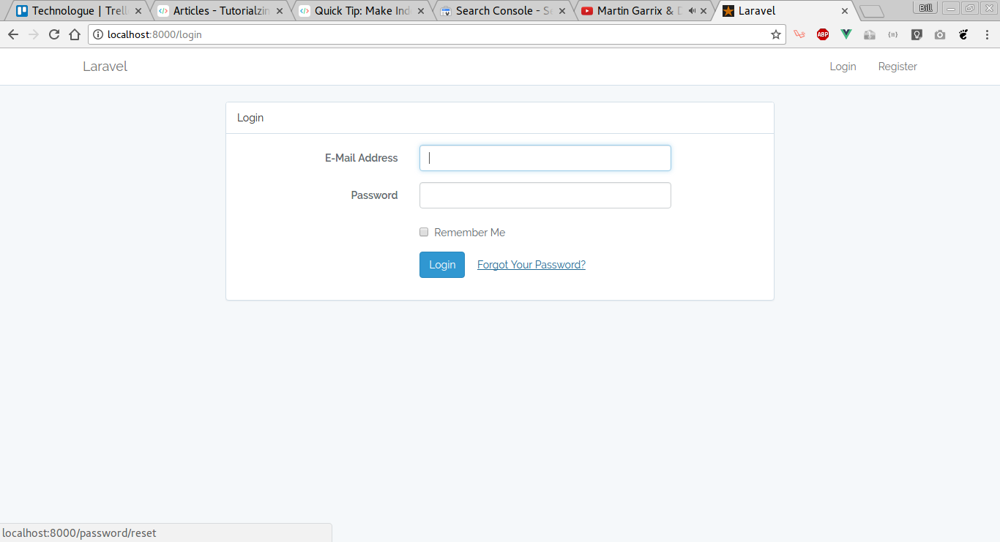 Technologue | Trell
Articles - Tutorialzin
Quick Tip: Make Ind
Search Console - Se
Martin Garrix & D
Laravel
Bill
localhost:8000/login
ABP
Laravel
Login
Register
Login
E-Mail Address
Password
Remember Me
Login
Forgot Your Password?
localhost:8000/password/reset